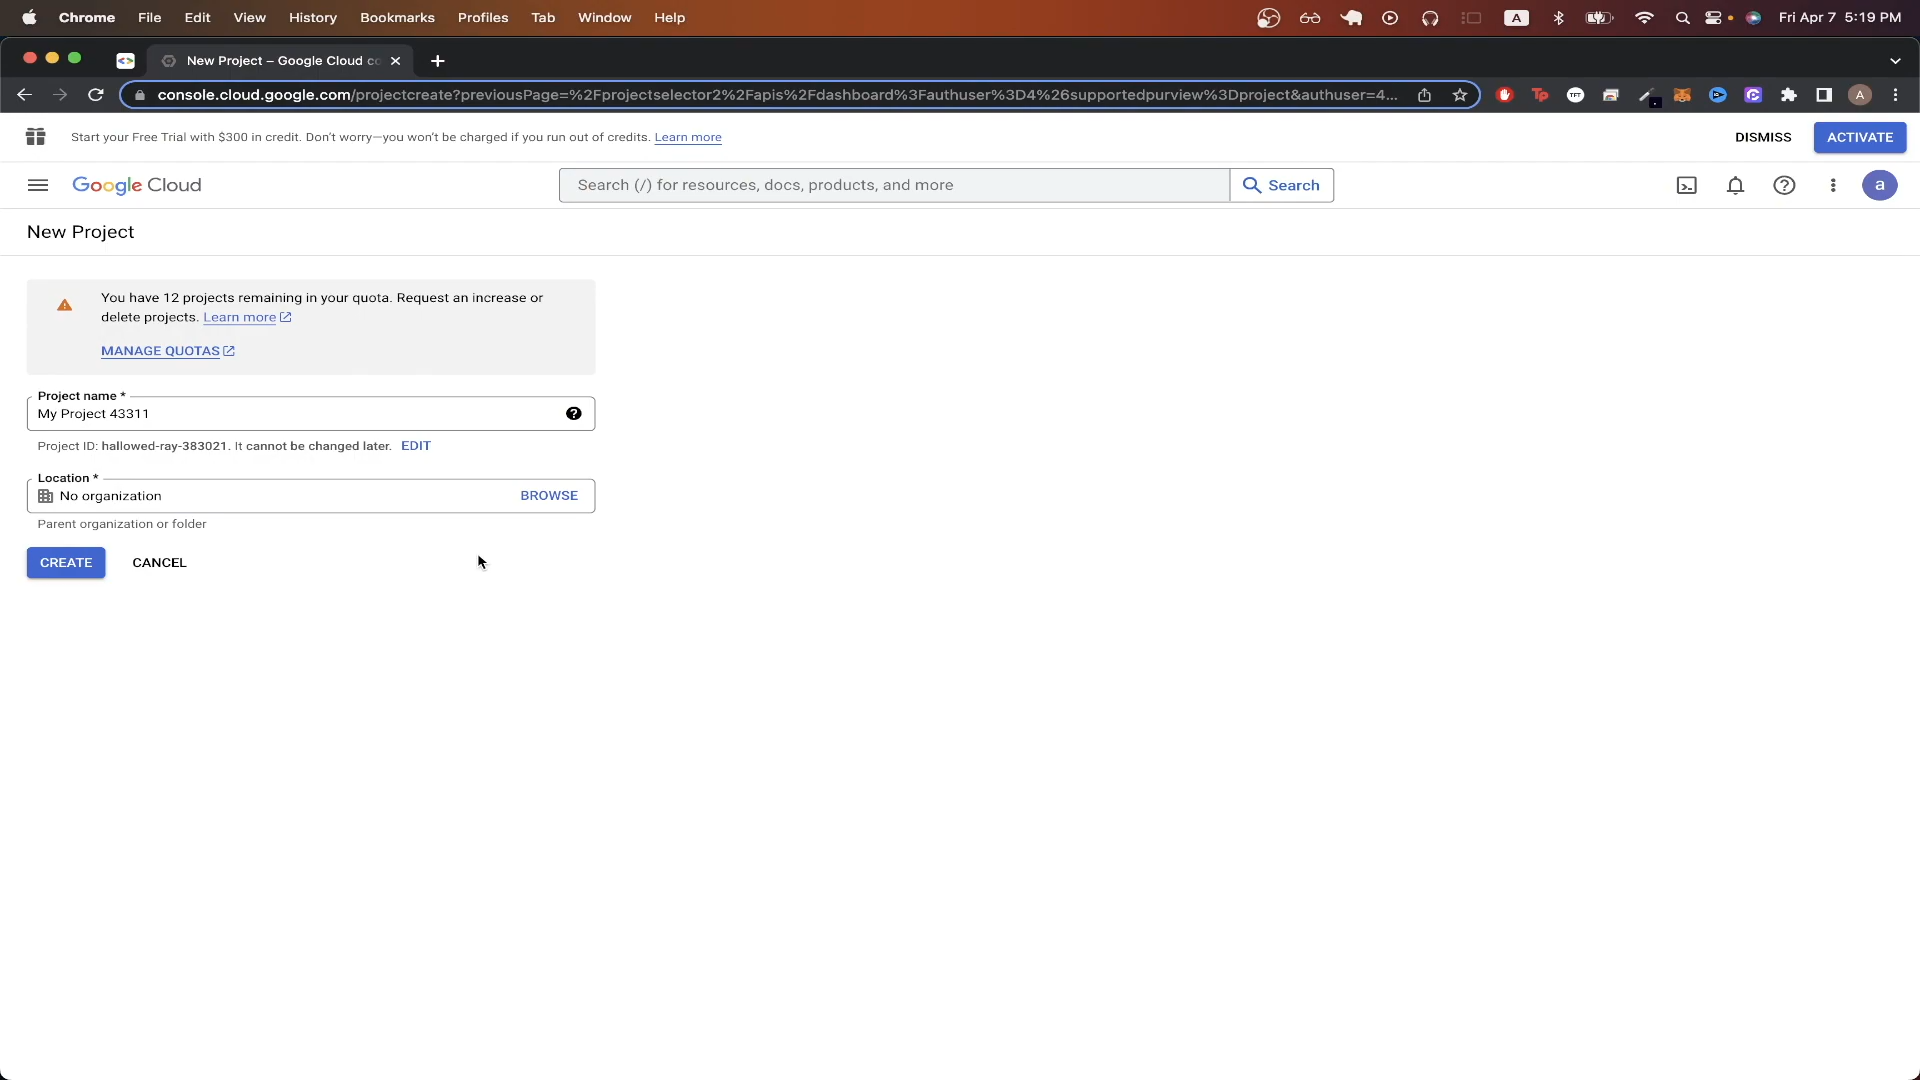 Chrome File Edit View History Bookmarks Profiles Tab Window Help A Fri Apr 7 5:19 PM
New Project – Google Cloud co
console.cloud.google.com/projectcreate?previousPage=%2Fprojectselector2%2Fapis%2Fdashboard%3Fauthuser%3D4%26supportedpurview%3Dproject&authuser=4... Tp TFT A
Start your Free Trial with $300 in credit. Don't worry—you won't be charged if you run out of credits. Learn more DISMISS ACTIVATE
Google Cloud Search (/) for resources, docs, products, and more Search a
New Project
You have 12 projects remaining in your quota. Request an increase or
delete projects. Learn more
MANAGE QUOTAS
Project name *
My Project 43311
Project ID: hallowed-ray-383021. It cannot be changed later. EDIT
Location *
No organization BROWSE
Parent organization or folder
CREATE CANCEL